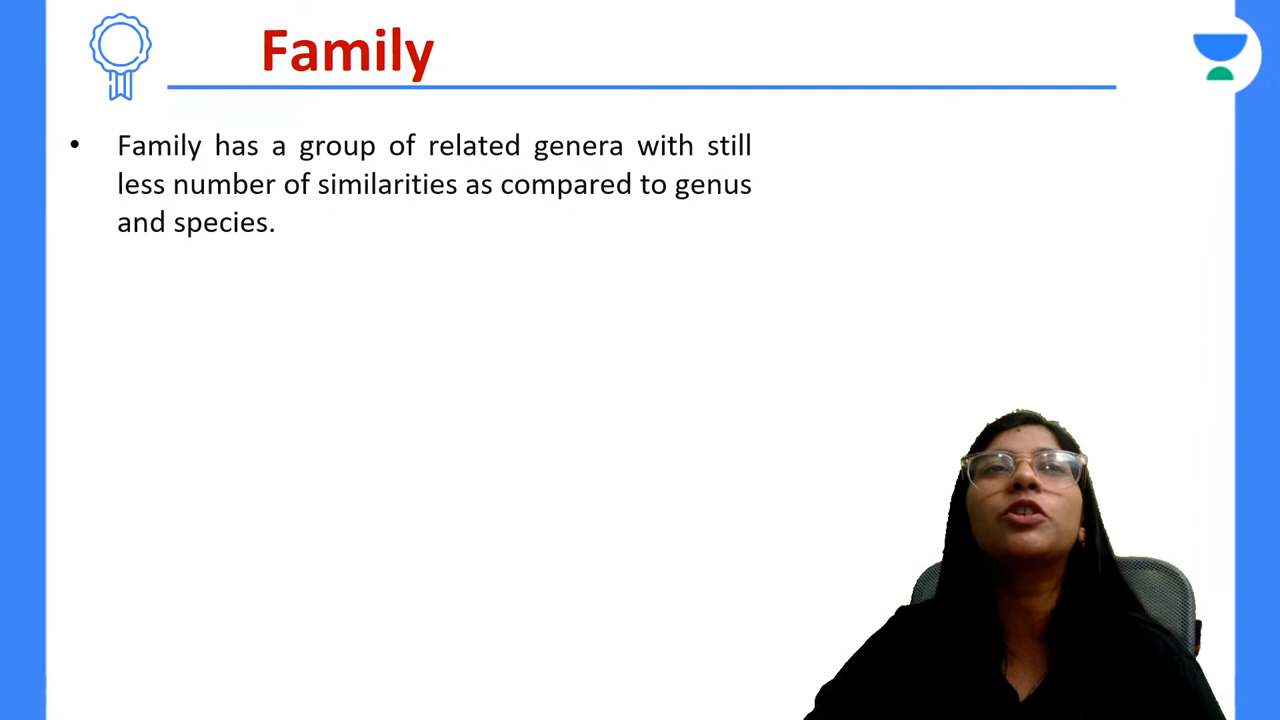 Family
• Family has a group of related genera with still
less number of similarities as compared to genus
and species.